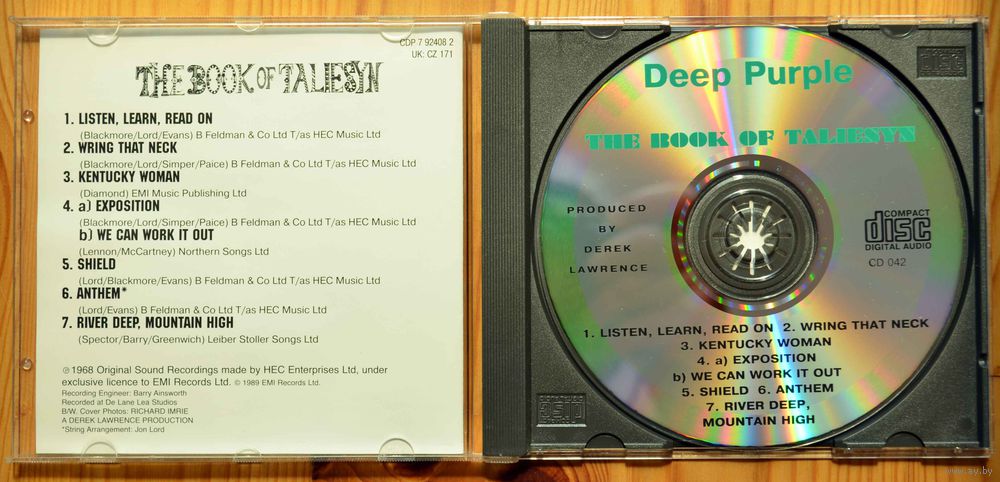 CDP 7 92408 2
UK: CZ 171
THE BOOK OF TALIESYN
1. LISTEN, LEARN, READ ON
(Blackmore/Lord/Evans) B Feldman & Co Ltd T/as HEC Music Ltd
2. WRING THAT NECK
(Blackmore/Lord/Simper/Paice) B Feldman & Co Ltd T/as HEC Music Ltd
3. KENTUCKY WOMAN
(Diamond) EMI Music Publishing Ltd
4. a) EXPOSITION
(Blackmore/Lord/Simper/Paice) B Feldman & Co Ltd T/as HEC Music Ltd
b) WE CAN WORK IT OUT
(Lennon/McCartney) Northern Songs Ltd
5. SHIELD
(Lord/Blackmore/Evans) B Feldman & Co Ltd T/as HEC Music Ltd
6. ANTHEM*
(Lord/Evans) B Feldman & Co Ltd T/as HEC Music Ltd
7. RIVER DEEP, MOUNTAIN HIGH
(Spector/Barry/Greenwich) Leiber Stoller Songs Ltd
℗ 1968 Original Sound Recordings made by HEC Enterprises Ltd, under
exclusive licence to EMI Records Ltd. © 1989 EMI Records Ltd.
Recording Engineer: Barry Ainsworth
Recorded at De Lane Lea Studios
B/W. Cover Photos: RICHARD IMRIE
A DEREK LAWRENCE PRODUCTION
*String Arrangement: Jon Lord
Deep Purple
THE BOOK OF TALIESYN
PRODUCED
BY
DEREK
LAWRENCE
COMPACT
disc
DIGITAL AUDIO
CD 042
1. LISTEN, LEARN, READ ON 2. WRING THAT NECK
3. KENTUCKY WOMAN
4. a) EXPOSITION
b) WE CAN WORK IT OUT
5. SHIELD 6. ANTHEM
7. RIVER DEEP,
MOUNTAIN HIGH
www.ay.by